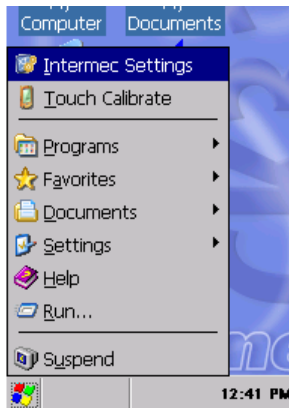 Computer Documents
Intermec Settings
Touch Calibrate
Programs
Favorites
Documents
Settings
Help
Run...
Suspend
12:41 PM